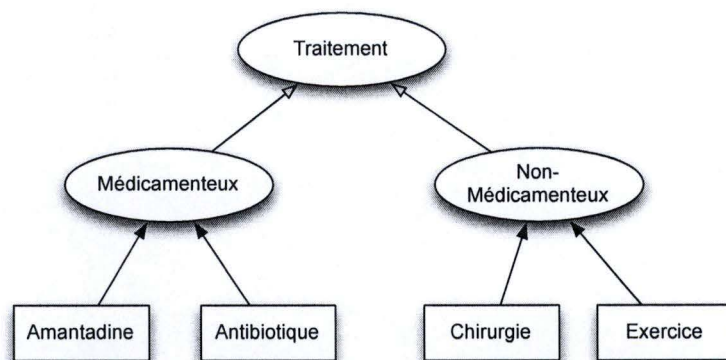 Traitement
Médicamenteux
Non-
Médicamenteux
Amantadine
Antibiotique
Chirurgie
Exercice